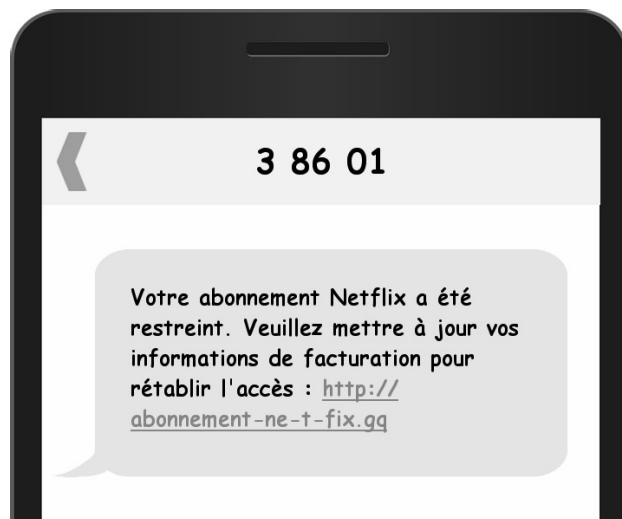 3 86 01
Votre abonnement Netflix a été
restreint. Veuillez mettre à jour vos
informations de facturation pour
rétablir l'accès : http://
abonnement-ne-t-fix.gq